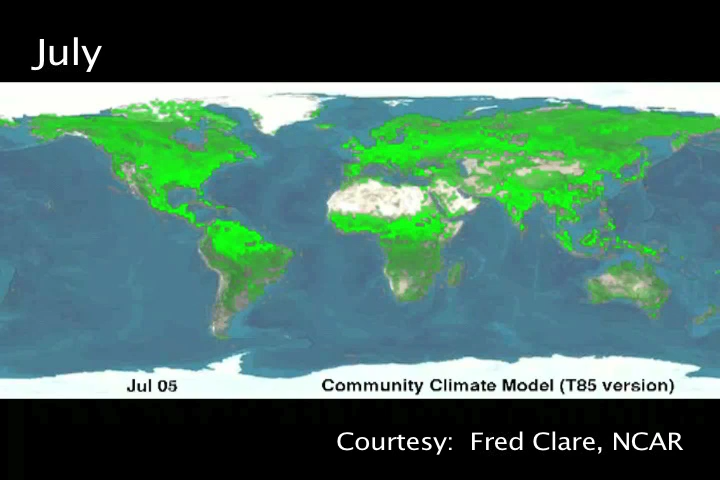 July
Jul 05
Community Climate Model (T85 version)
Courtesy: Fred Clare, NCAR